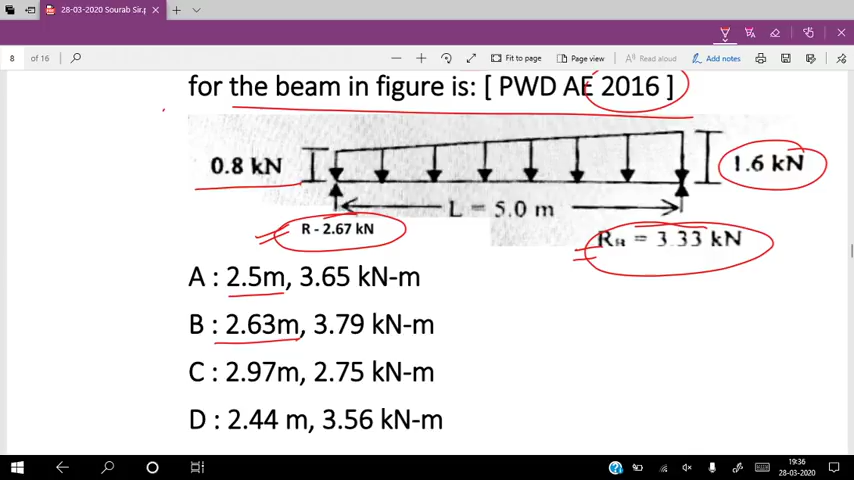 28-03-2020 Sourab Sir.p
8 of 16
Fit to page
Page view
Read aloud
Add notes
for the beam in figure is: [ PWD AE 2016 ]
0.8 kN
1.6 kN
L = 5.0 m
R - 2.67 kN
RB = 3.33 kN
A : 2.5m, 3.65 kN-m
B : 2.63m, 3.79 kN-m
C : 2.97m, 2.75 kN-m
D : 2.44 m, 3.56 kN-m
19:36
28-03-2020